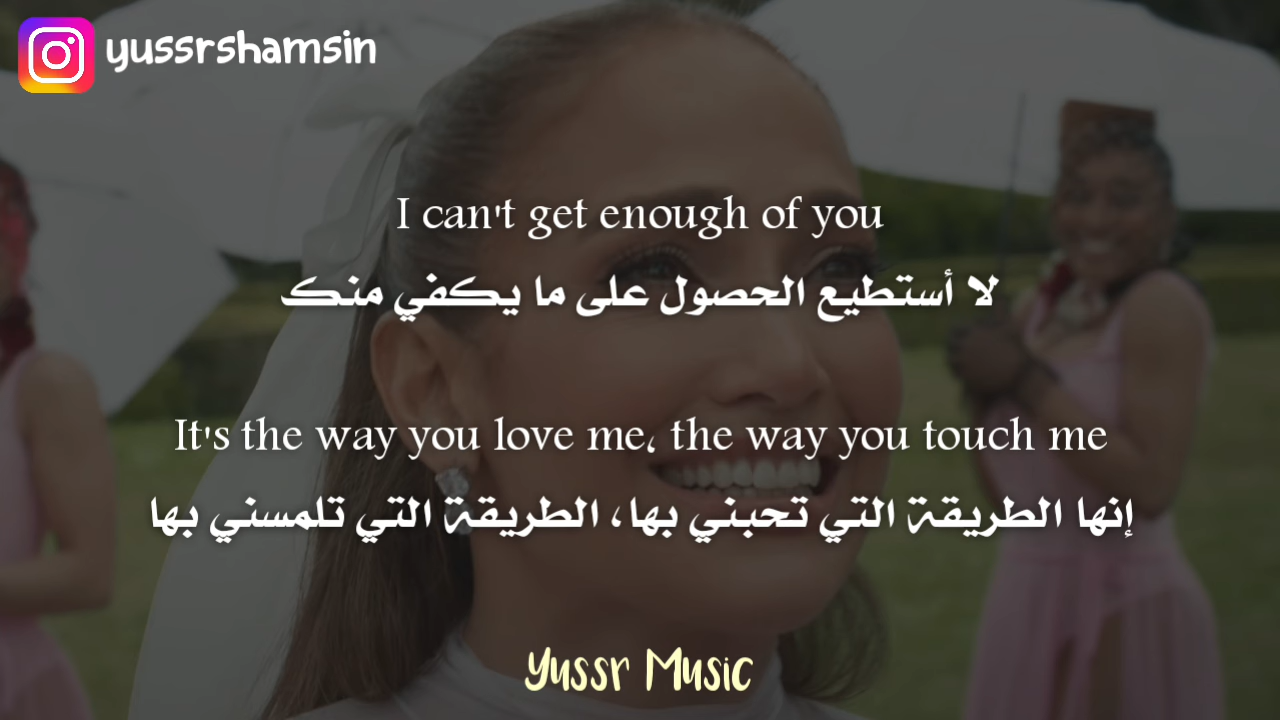 yussrshamsin
I can't get enough of you
لا أستطيع الحصول على ما يكفي منك
It's the way you love me، the way you touch me
إنها الطريقة التي تحبني بها، الطريقة التي تلمسني بها
Yussr Music